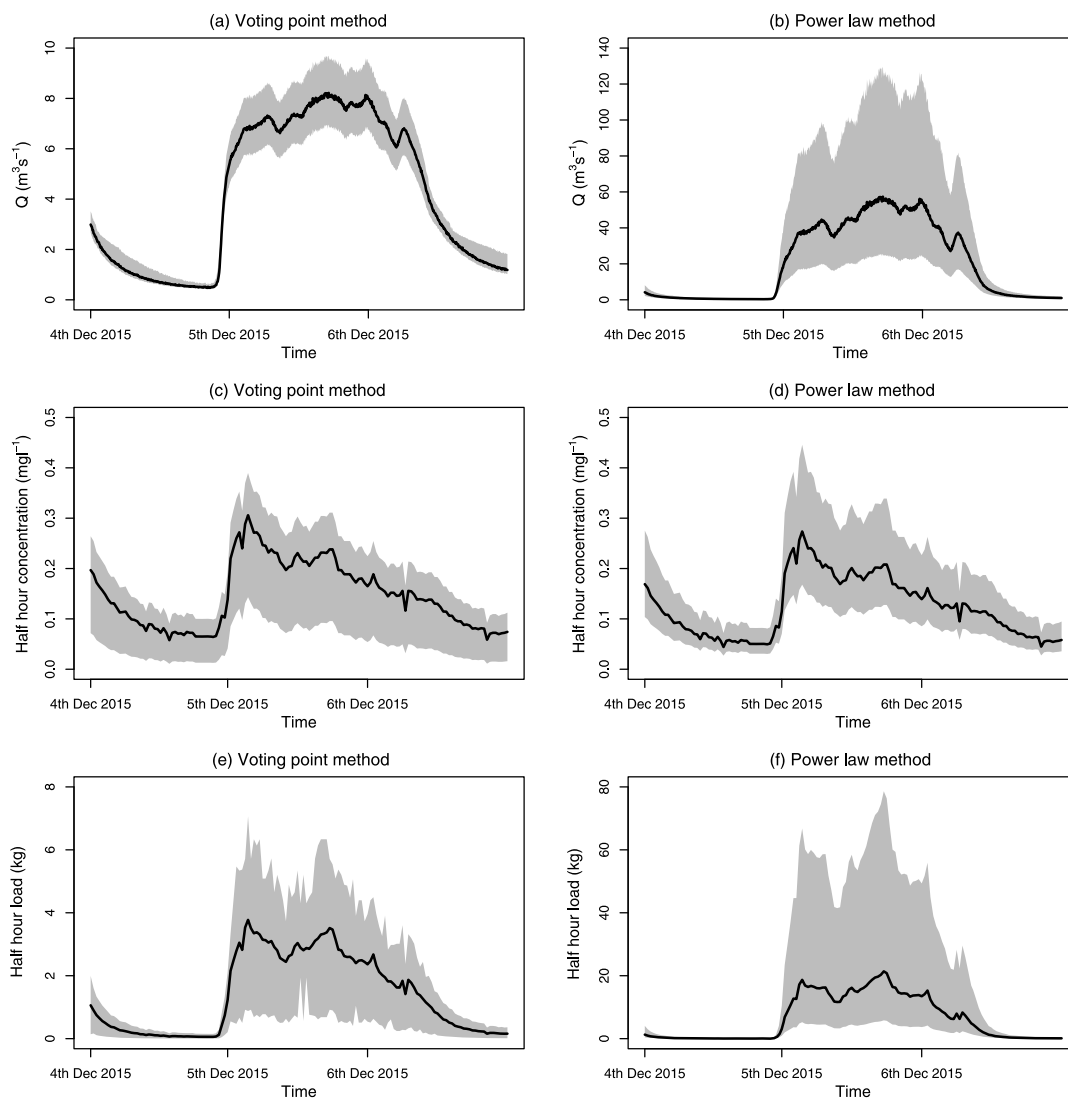 (a) Voting point method
Q (m³s⁻¹)
10
8
6
4
2
0
4th Dec 2015 5th Dec 2015 6th Dec 2015
Time
(b) Power law method
Q (m³s⁻¹)
140
120
100
80
60
40
20
0
4th Dec 2015 5th Dec 2015 6th Dec 2015
Time
(c) Voting point method
Half hour concentration (mgl⁻¹)
0.5
0.4
0.3
0.2
0.1
0.0
4th Dec 2015 5th Dec 2015 6th Dec 2015
Time
(d) Power law method
Half hour concentration (mgl⁻¹)
0.5
0.4
0.3
0.2
0.1
0.0
4th Dec 2015 5th Dec 2015 6th Dec 2015
Time
(e) Voting point method
Half hour load (kg)
8
6
4
2
0
4th Dec 2015 5th Dec 2015 6th Dec 2015
Time
(f) Power law method
Half hour load (kg)
80
60
40
20
0
4th Dec 2015 5th Dec 2015 6th Dec 2015
Time